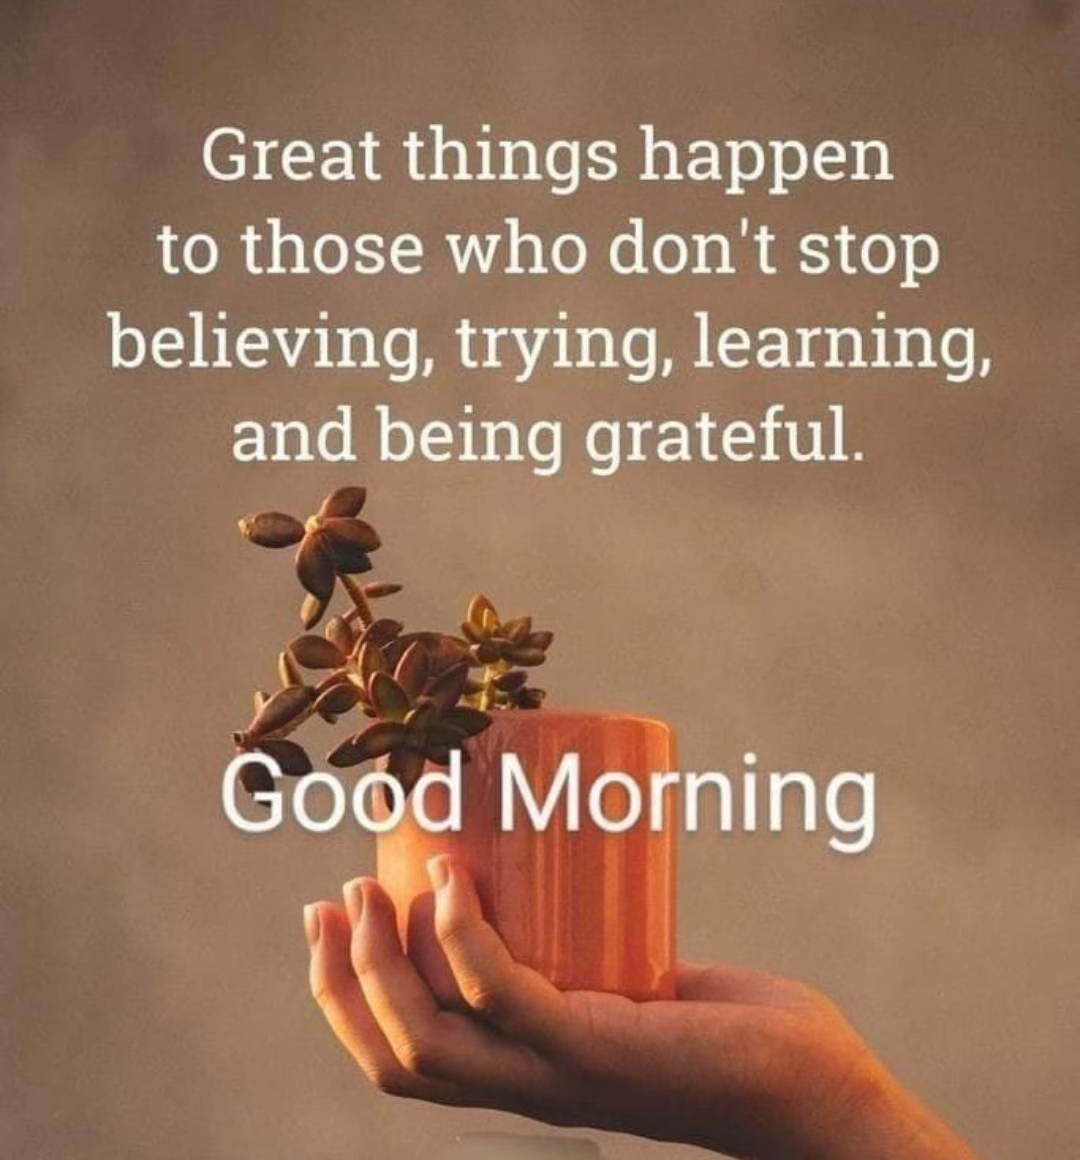 Great things happen
to those who don't stop
believing, trying, learning,
and being grateful.
Good Morning